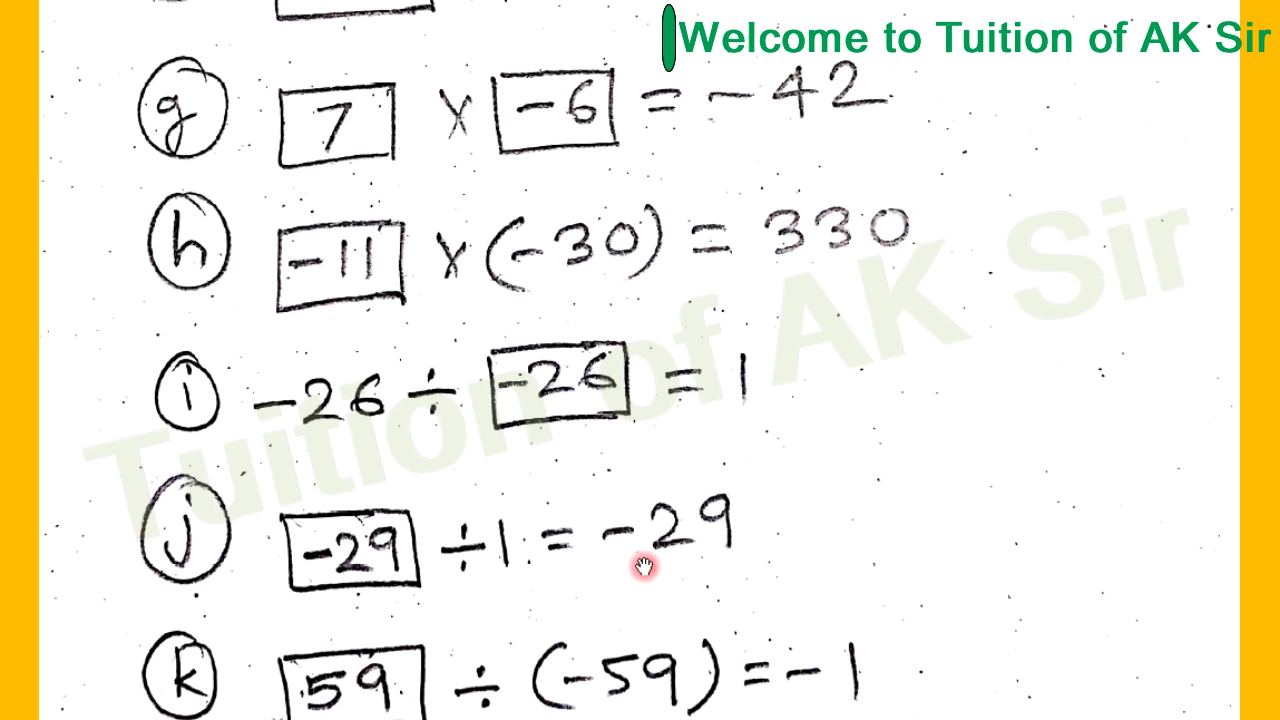 Welcome to Tuition of AK Sir
g 7 × -6 = -42
h -11 × (-30) = 330
i -26 ÷ -26 = 1
j -29 ÷ 1 = -29
k 59 ÷ (-59) = -1
Tuition of AK Sir